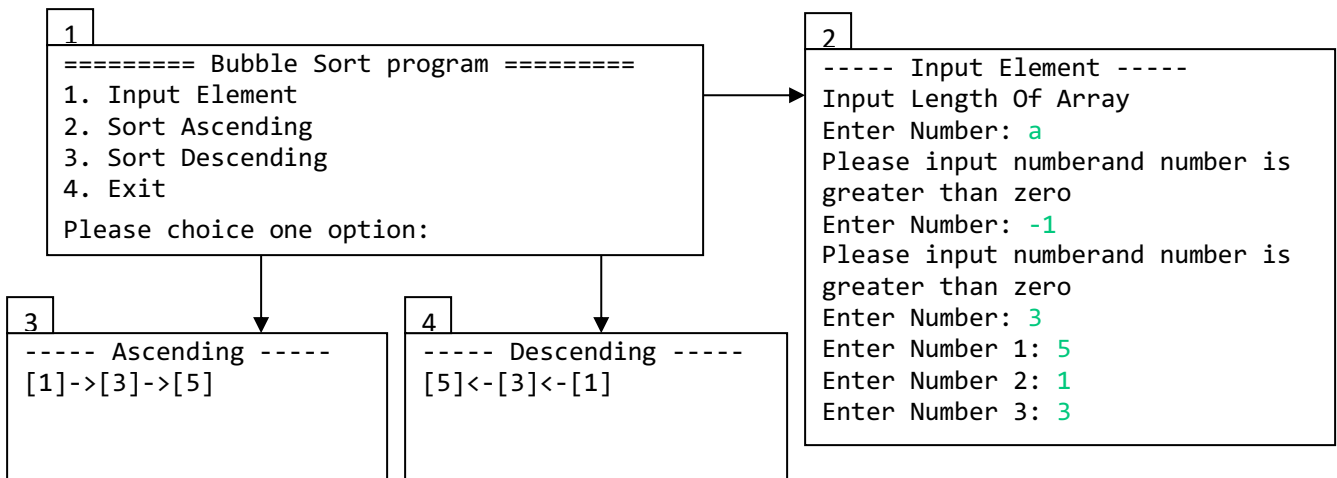 1
========= Bubble Sort program =========
1. Input Element
2. Sort Ascending
3. Sort Descending
4. Exit
Please choice one option:
2
----- Input Element -----
Input Length Of Array
Enter Number: a
Please input numberand number is
greater than zero
Enter Number: -1
Please input numberand number is
greater than zero
Enter Number: 3
Enter Number 1: 5
Enter Number 2: 1
Enter Number 3: 3
3
----- Ascending -----
[1]->[3]->[5]
4
----- Descending -----
[5]<-[3]<-[1]